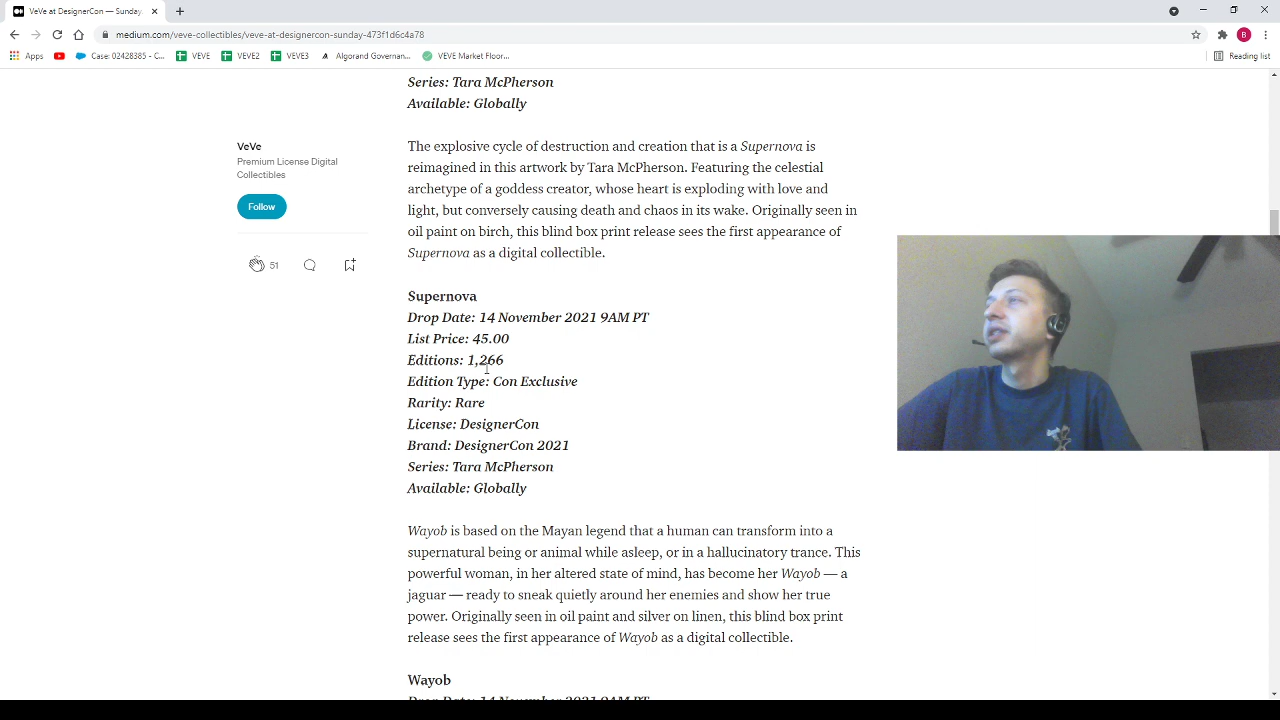 VeVe at DesignerCon — Sunday.
medium.com/veve-collectibles/veve-at-designercon-sunday-473f1d6c4a78
B
Apps
Case: 02428385 - C...
VEVE
VEVE2
VEVE3
Algorand Governan...
VEVE Market Floor...
Reading list
Series: Tara McPherson
Available: Globally
VeVe
Premium License Digital
Collectibles
Follow
51
The explosive cycle of destruction and creation that is a Supernova is
reimagined in this artwork by Tara McPherson. Featuring the celestial
archetype of a goddess creator, whose heart is exploding with love and
light, but conversely causing death and chaos in its wake. Originally seen in
oil paint on birch, this blind box print release sees the first appearance of
Supernova as a digital collectible.
Supernova
Drop Date: 14 November 2021 9AM PT
List Price: 45.00
Editions: 1,266
Edition Type: Con Exclusive
Rarity: Rare
License: DesignerCon
Brand: DesignerCon 2021
Series: Tara McPherson
Available: Globally
Wayob is based on the Mayan legend that a human can transform into a
supernatural being or animal while asleep, or in a hallucinatory trance. This
powerful woman, in her altered state of mind, has become her Wayob — a
jaguar — ready to sneak quietly around her enemies and show her true
power. Originally seen in oil paint and silver on linen, this blind box print
release sees the first appearance of Wayob as a digital collectible.
Wayob
Drop Date: 14 November 2021 9AM PT